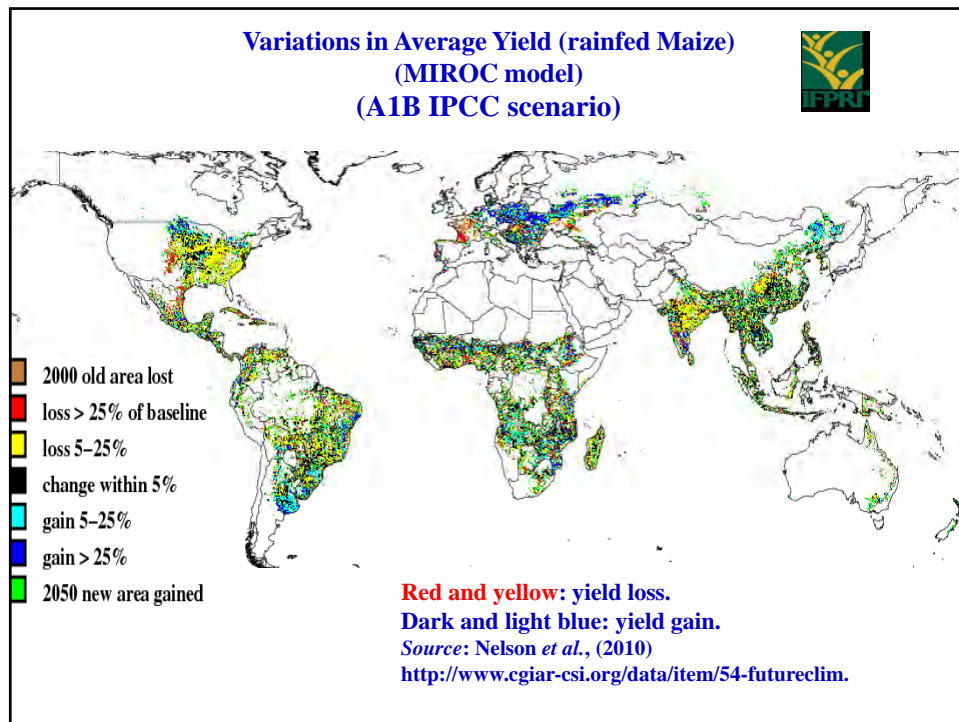 Variations in Average Yield (rainfed Maize)
(MIROC model)
(A1B IPCC scenario)
IFPRI
2000 old area lost
loss > 25% of baseline
loss 5–25%
change within 5%
gain 5–25%
gain > 25%
2050 new area gained
Red and yellow: yield loss.
Dark and light blue: yield gain.
Source: Nelson et al., (2010)
http://www.cgiar-csi.org/data/item/54-futureclim.